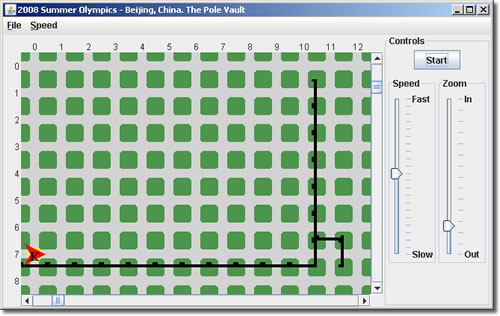 2008 Summer Olympics - Beijing, China. The Pole Vault
File Speed
Controls
Start
Speed Zoom
Fast In
Slow Out
0 1 2 3 4 5 6 7 8 9 10 11 12
0
1
2
3
4
5
6
7
8